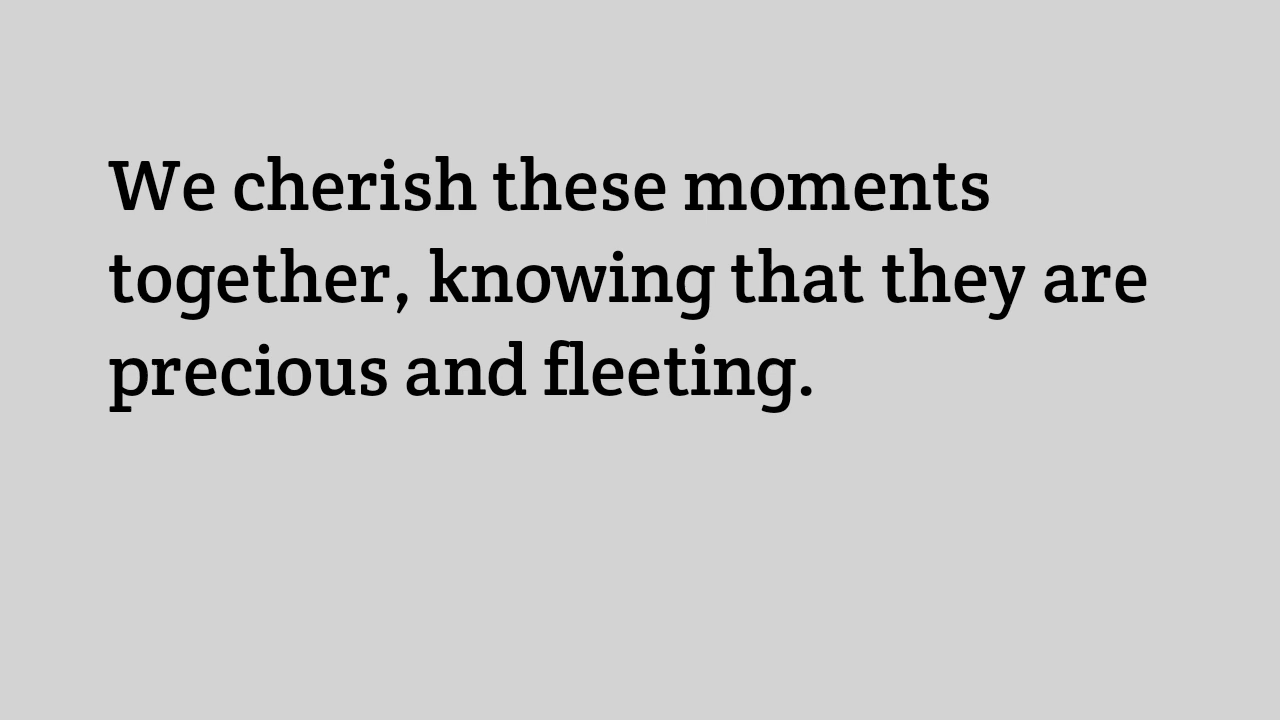 We cherish these moments
together, knowing that they are
precious and fleeting.